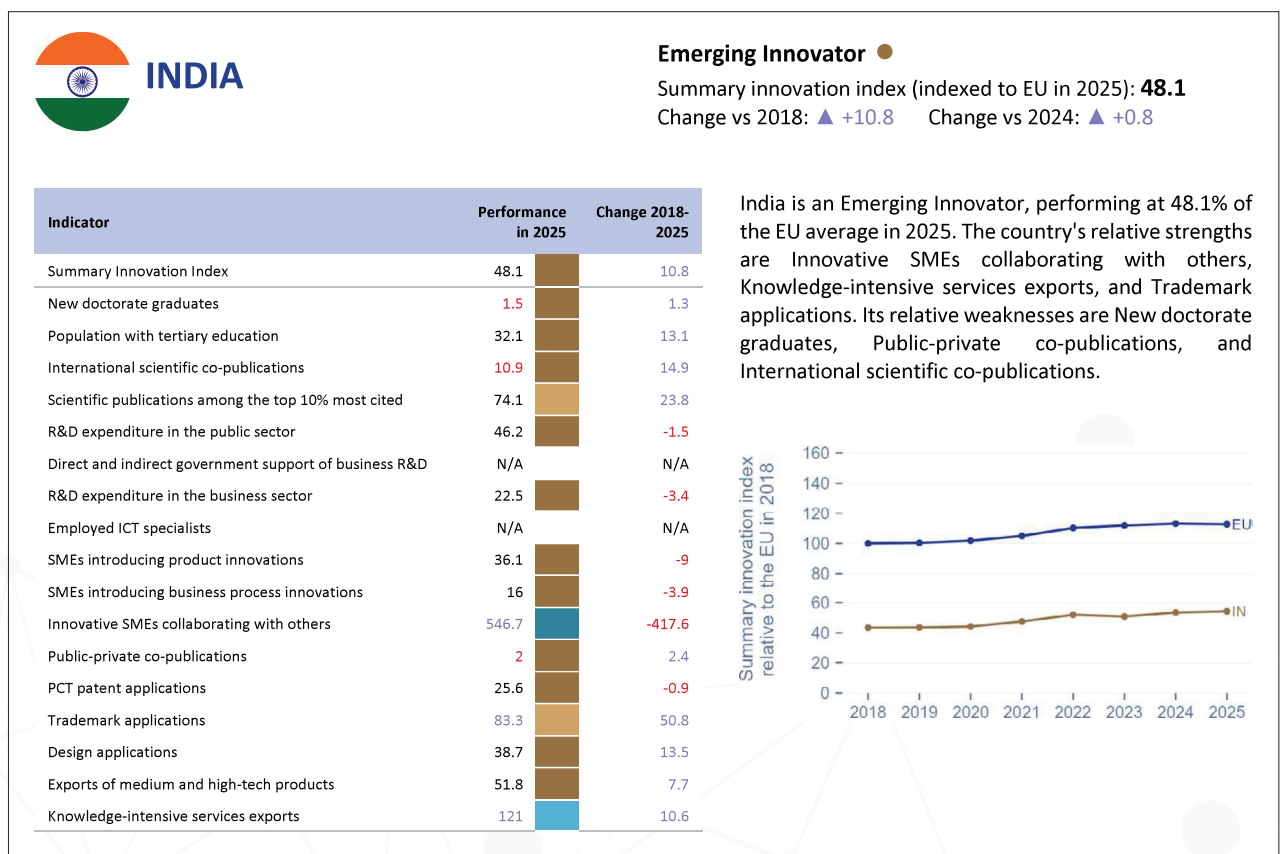 INDIA
Emerging Innovator
Summary innovation index (indexed to EU in 2025): 48.1
Change vs 2018: ▲ +10.8 Change vs 2024: ▲ +0.8
Indicator Performance in 2025 Change 2018-2025
Summary Innovation Index 48.1 10.8
New doctorate graduates 1.5 1.3
Population with tertiary education 32.1 13.1
International scientific co-publications 10.9 14.9
Scientific publications among the top 10% most cited 74.1 23.8
R&D expenditure in the public sector 46.2 -1.5
Direct and indirect government support of business R&D N/A N/A
R&D expenditure in the business sector 22.5 -3.4
Employed ICT specialists N/A N/A
SMEs introducing product innovations 36.1 -9
SMEs introducing business process innovations 16 -3.9
Innovative SMEs collaborating with others 546.7 -417.6
Public-private co-publications 2 2.4
PCT patent applications 25.6 -0.9
Trademark applications 83.3 50.8
Design applications 38.7 13.5
Exports of medium and high-tech products 51.8 7.7
Knowledge-intensive services exports 121 10.6
India is an Emerging Innovator, performing at 48.1% of
the EU average in 2025. The country's relative strengths
are Innovative SMEs collaborating with others,
Knowledge-intensive services exports, and Trademark
applications. Its relative weaknesses are New doctorate
graduates, Public-private co-publications, and
International scientific co-publications.
Summary innovation index
relative to the EU in 2018
160
140
120
100
80
60
40
20
0
EU
IN
2018 2019 2020 2021 2022 2023 2024 2025